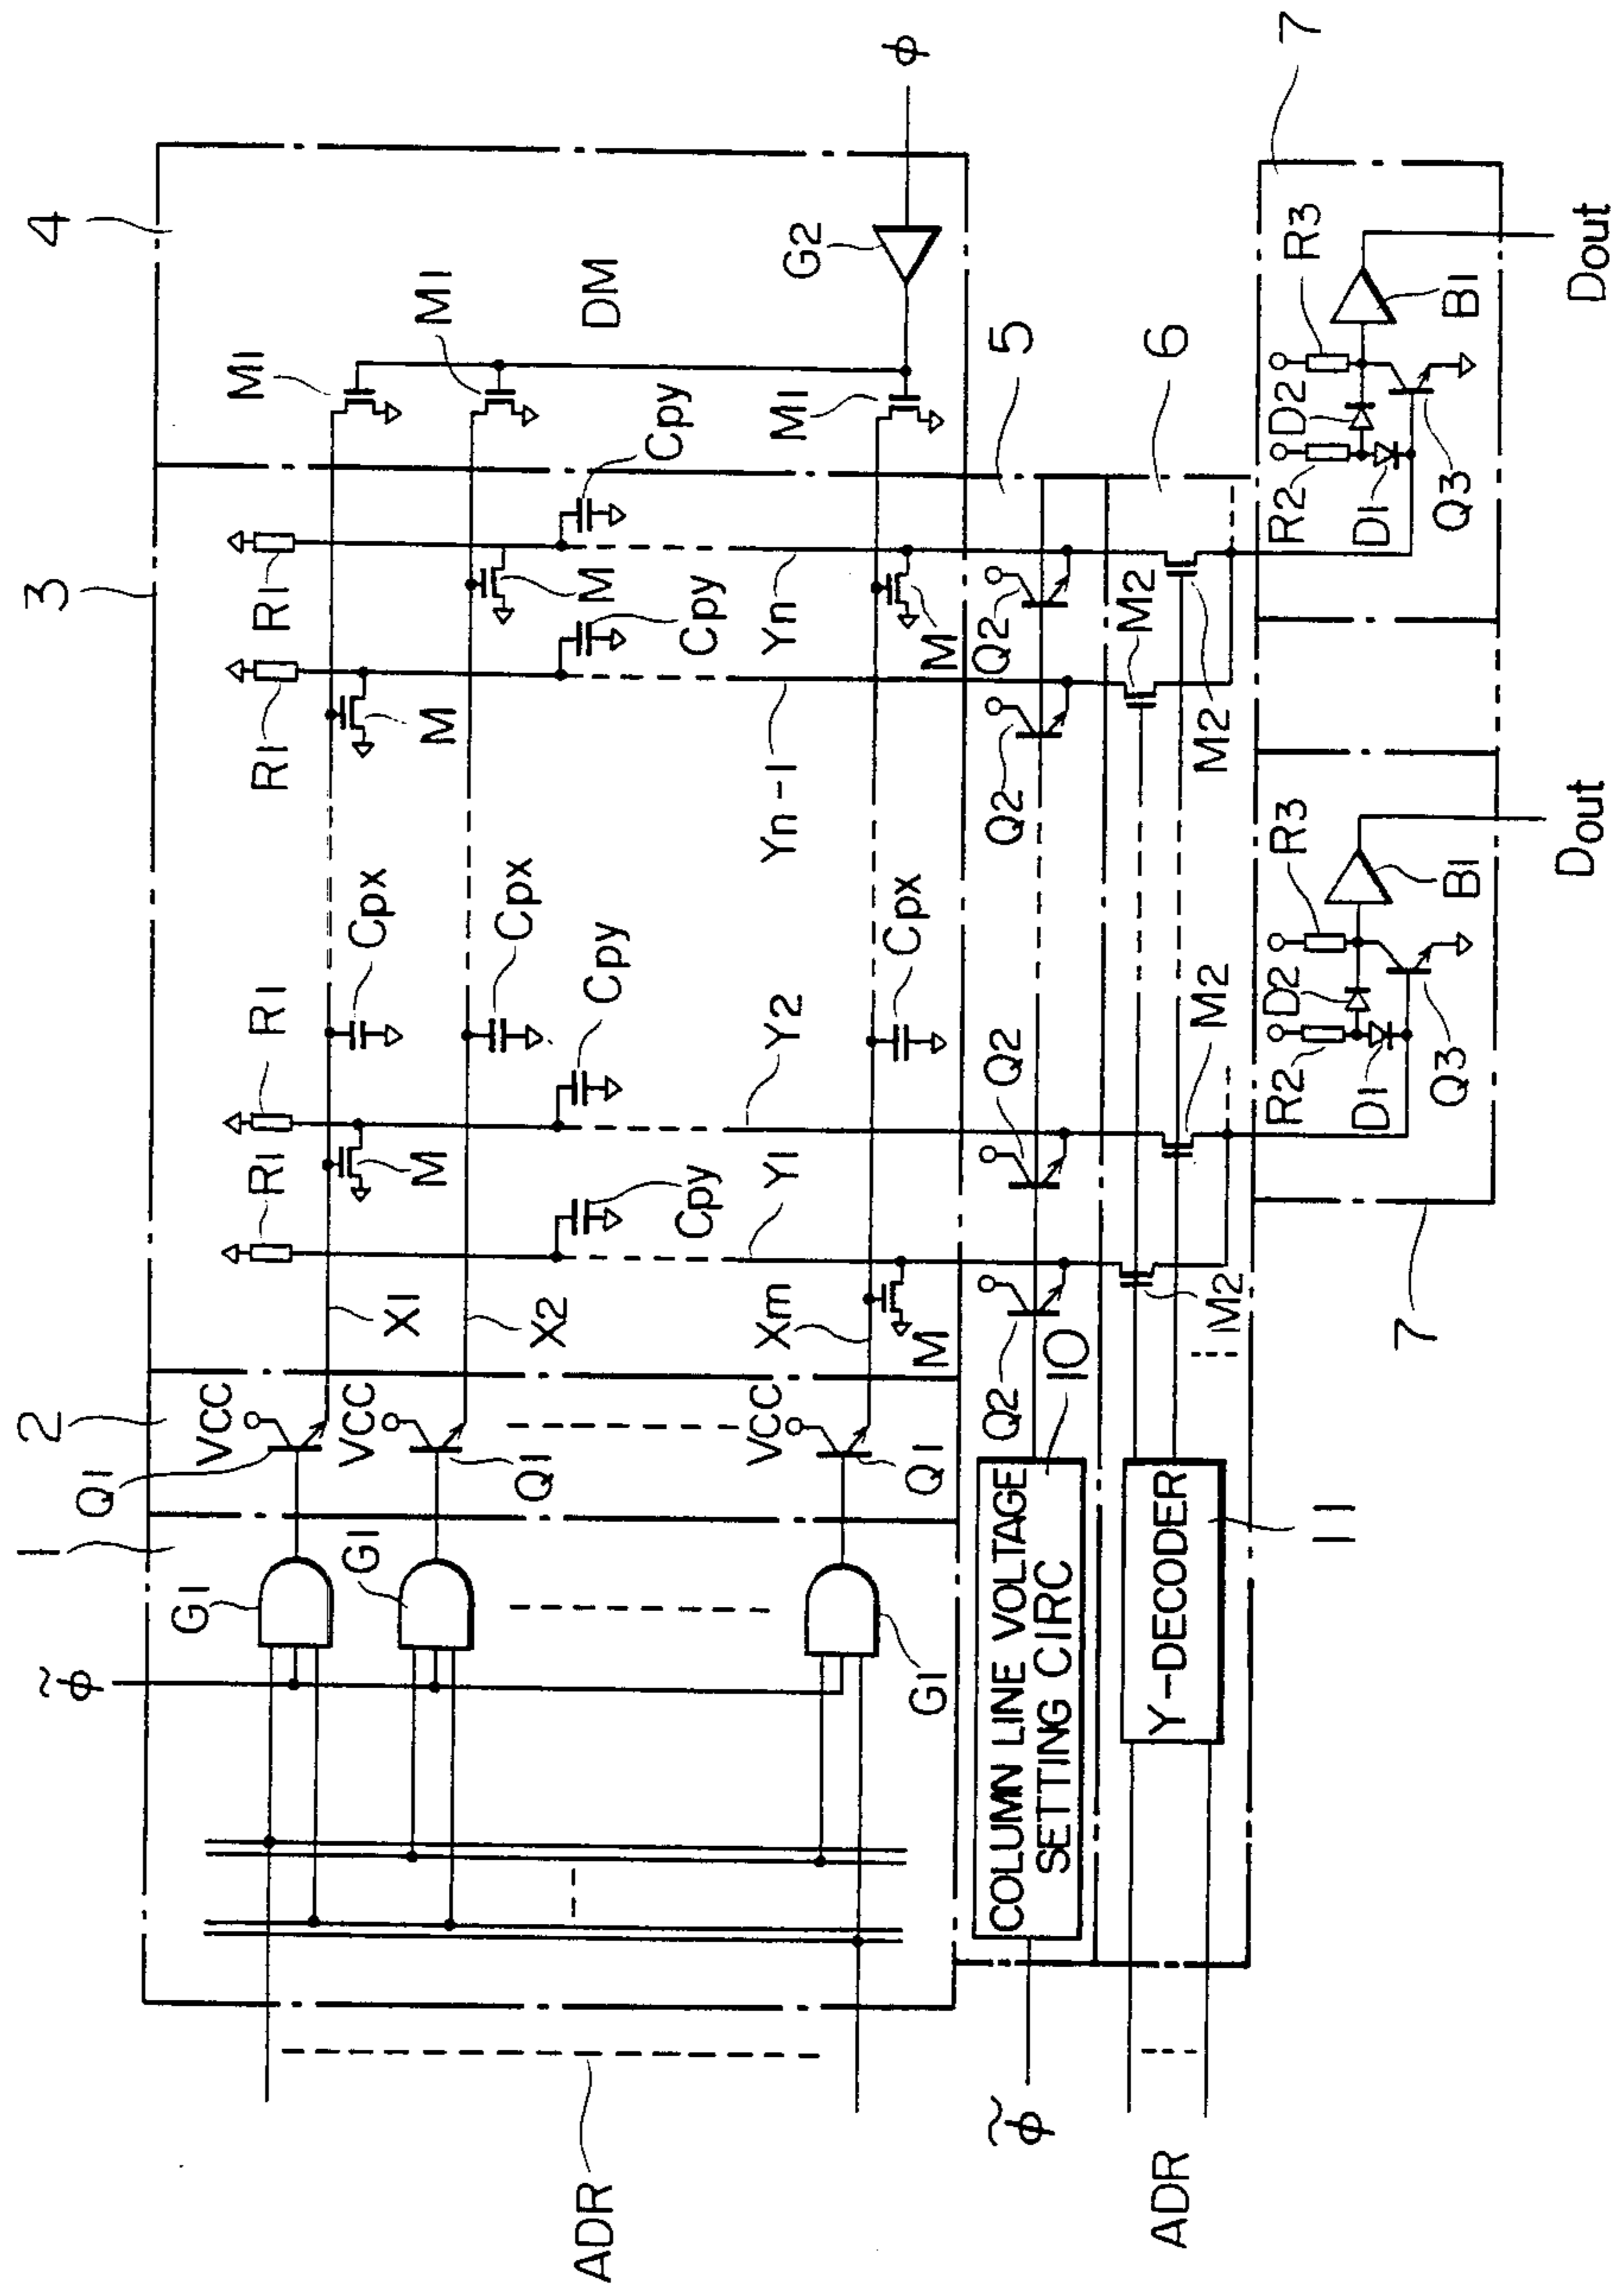 1
2
3
4
φ̃
G1
Q1
VCC
R1
R1
R1
R1
M1
X1
M
Cpx
M
G1
VCC
Q1
X2
Cpx
M
M1
Cpy
Cpy
Cpy
Cpy
DM
ADR
G1
VCC
Q1
Xm
Y1
Y2
Yn-1
Yn
M1
G2
φ
M
Cpx
M
φ̃
COLUMN LINE VOLTAGE
SETTING CIRC
10
Q2
Q2
Q2
Q2
5
ADR
Y-DECODER
11
M2
M2
M2
M2
6
7
R2
D2
R3
D1
Q3
B1
Dout
R2
D2
R3
D1
Q3
B1
Dout
7